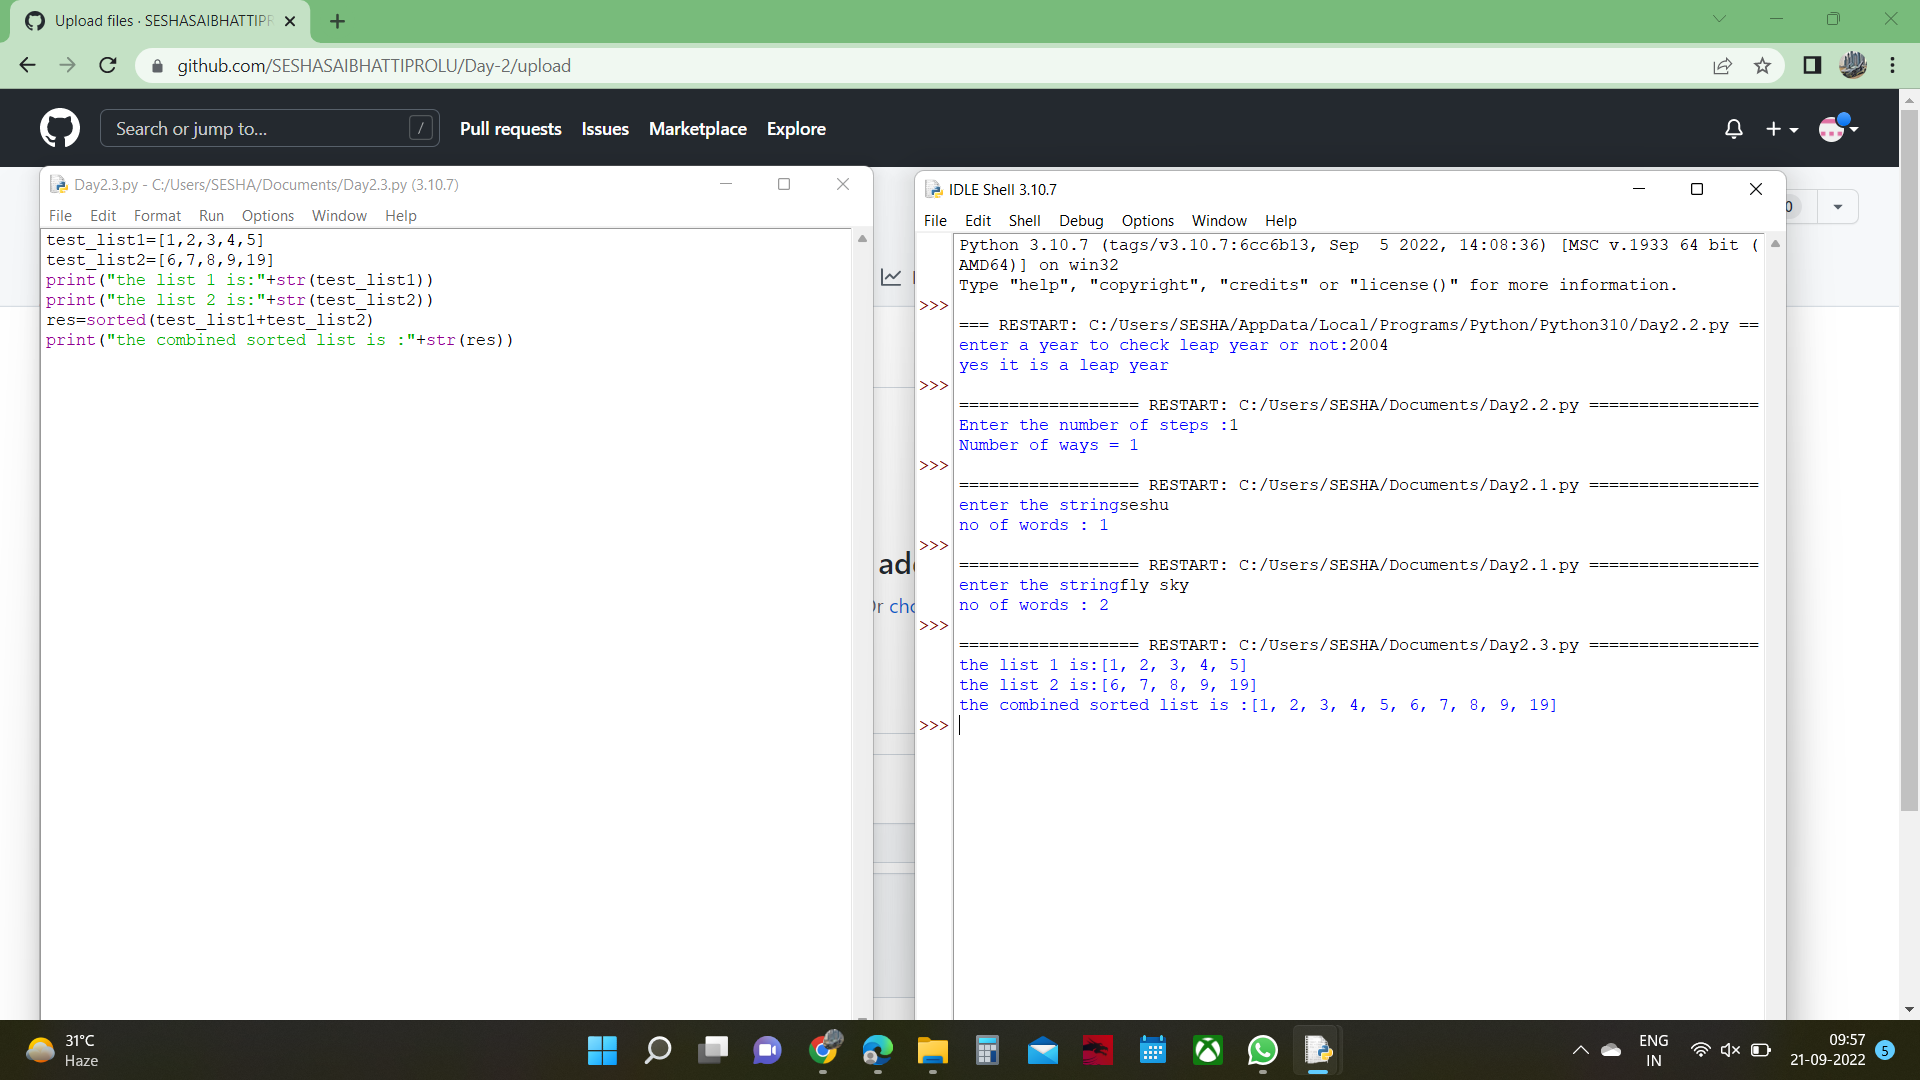 Upload files · SESHASAIBHATTIPR
github.com/SESHASAIBHATTIPROLU/Day-2/upload
Search or jump to... /
Pull requests Issues Marketplace Explore
Day2.3.py - C:/Users/SESHA/Documents/Day2.3.py (3.10.7)
File Edit Format Run Options Window Help
test_list1=[1,2,3,4,5]
test_list2=[6,7,8,9,19]
print("the list 1 is:"+str(test_list1))
print("the list 2 is:"+str(test_list2))
res=sorted(test_list1+test_list2)
print("the combined sorted list is :"+str(res))
IDLE Shell 3.10.7
File Edit Shell Debug Options Window Help
Python 3.10.7 (tags/v3.10.7:6cc6b13, Sep  5 2022, 14:08:36) [MSC v.1933 64 bit (
AMD64)] on win32
Type "help", "copyright", "credits" or "license()" for more information.
>>>
=== RESTART: C:/Users/SESHA/AppData/Local/Programs/Python/Python310/Day2.2.py ==
enter a year to check leap year or not:2004
yes it is a leap year
>>>
================== RESTART: C:/Users/SESHA/Documents/Day2.2.py =================
Enter the number of steps :1
Number of ways = 1
>>>
================== RESTART: C:/Users/SESHA/Documents/Day2.1.py =================
enter the stringseshu
no of words : 1
>>>
================== RESTART: C:/Users/SESHA/Documents/Day2.1.py =================
enter the stringfly sky
no of words : 2
>>>
================== RESTART: C:/Users/SESHA/Documents/Day2.3.py =================
the list 1 is:[1, 2, 3, 4, 5]
the list 2 is:[6, 7, 8, 9, 19]
the combined sorted list is :[1, 2, 3, 4, 5, 6, 7, 8, 9, 19]
>>>
0
ad
Or cho
31°C
Haze
ENG
IN
09:57
21-09-2022
5